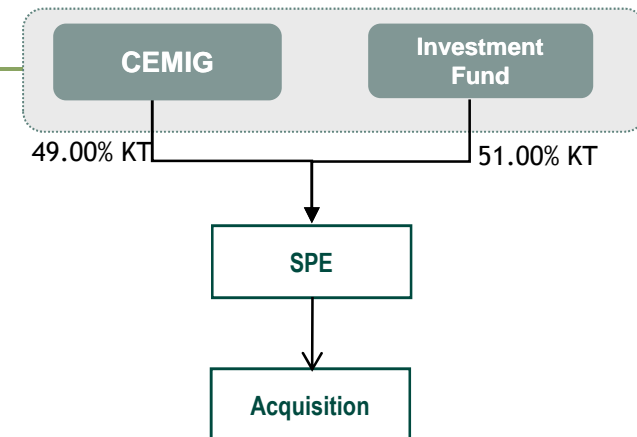 CEMIG
Investment
Fund
49.00% KT
51.00% KT
SPE
Acquisition